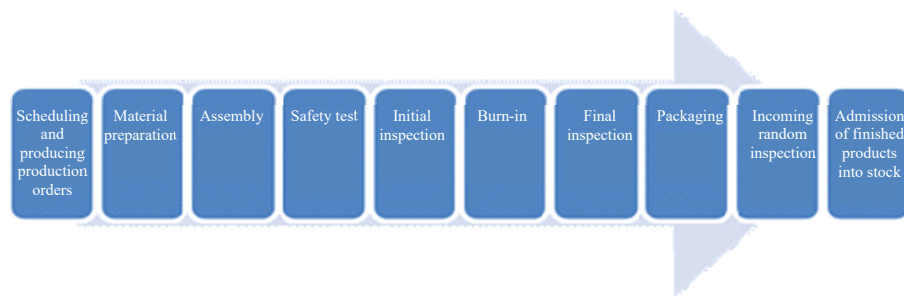 Scheduling
and
producing
production
orders
Material
preparation
Assembly
Safety test
Initial
inspection
Burn-in
Final
inspection
Packaging
Incoming
random
inspection
Admission
of finished
products
into stock